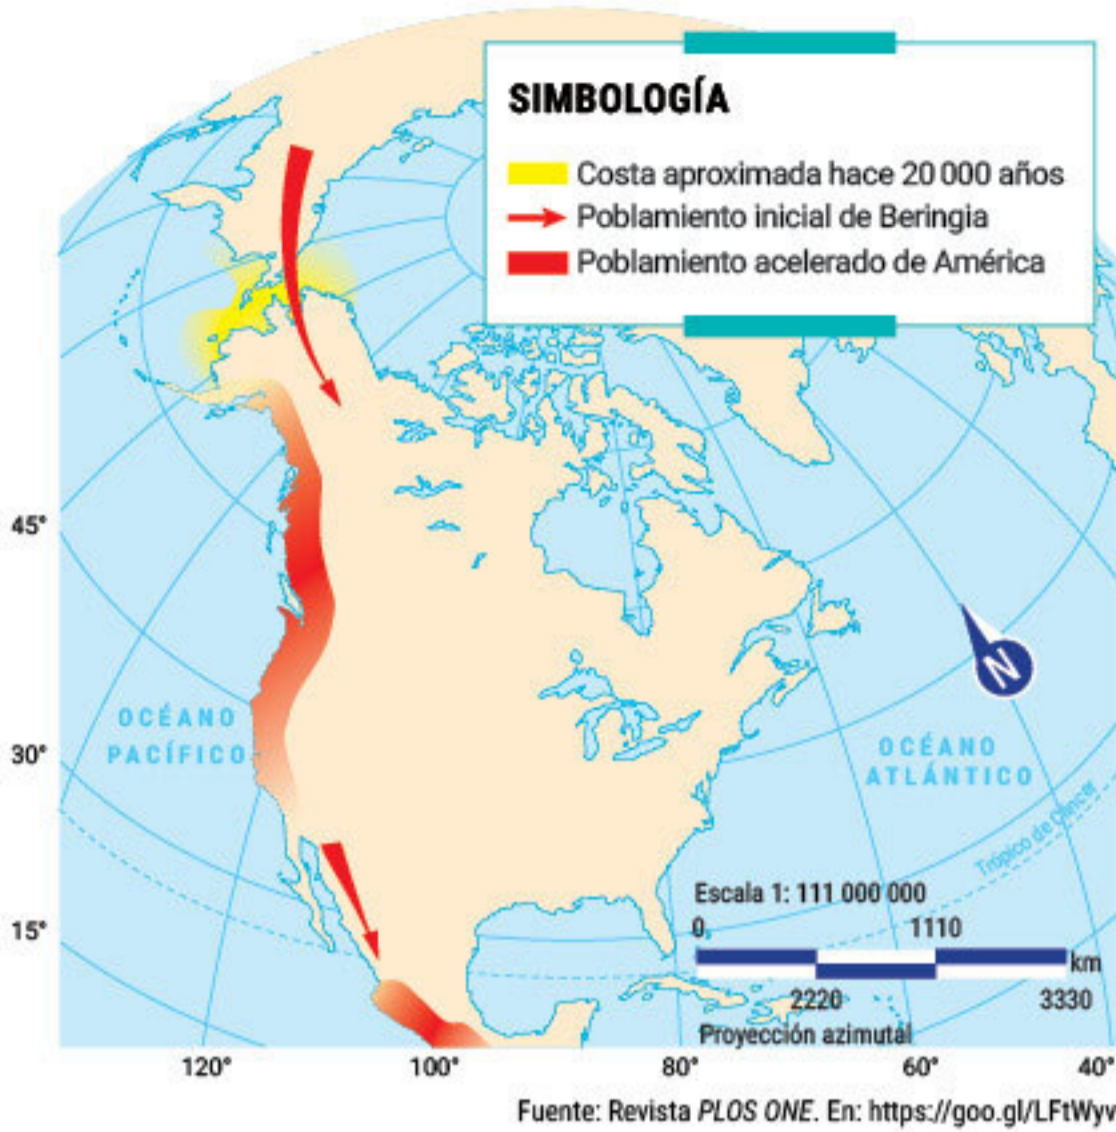 SIMBOLOGÍA
Costa aproximada hace 20 000 años
Poblamiento inicial de Beringia
Poblamiento acelerado de América
45°
30°
15°
OCÉANO
PACÍFICO
N
OCÉANO
ATLÁNTICO
Trópico de Cáncer
Escala 1: 111 000 000
0 1110
km
2220 3330
Proyección azimutal
120° 100° 80° 60° 40°
Fuente: Revista PLOS ONE. En: https://goo.gl/LFtWyv